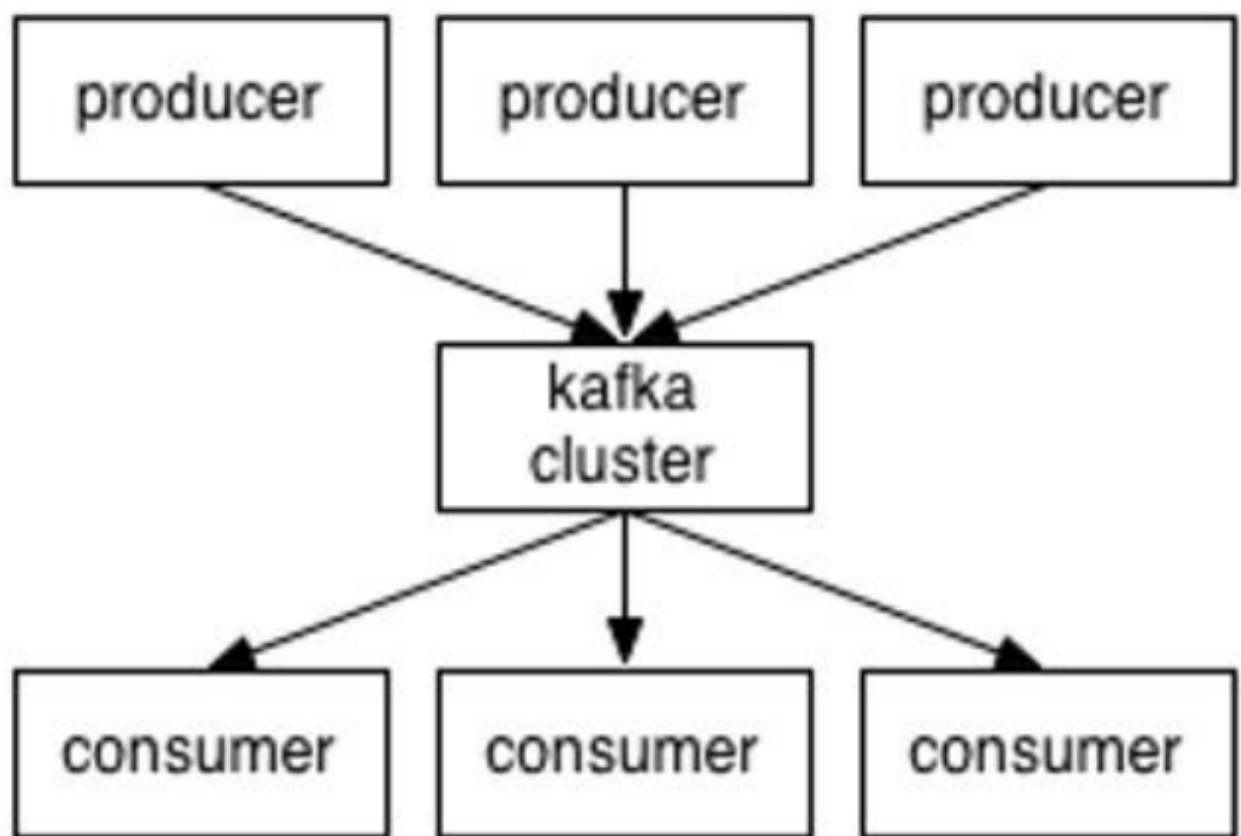 producer
producer
producer
kafka
cluster
consumer
consumer
consumer